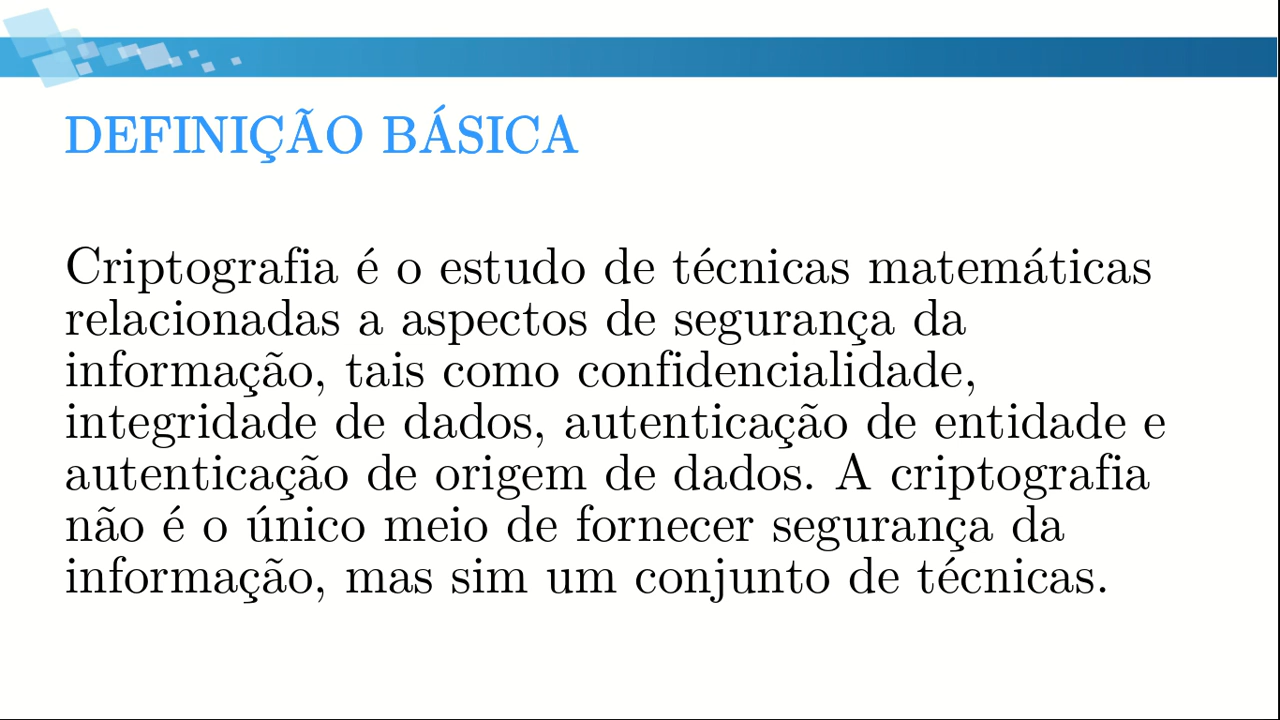 DEFINIÇÃO BÁSICA
Criptografia é o estudo de técnicas matemáticas
relacionadas a aspectos de segurança da
informação, tais como confidencialidade,
integridade de dados, autenticação de entidade e
autenticação de origem de dados. A criptografia
não é o único meio de fornecer segurança da
informação, mas sim um conjunto de técnicas.